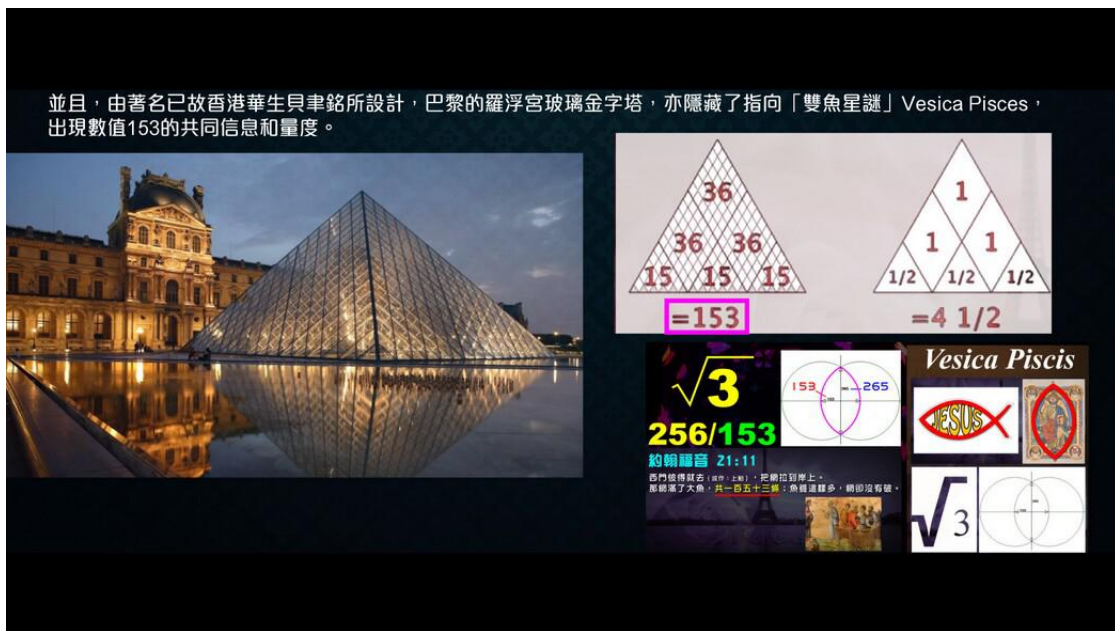 並且，由著名已故香港華生貝聿銘所設計，巴黎的羅浮宮玻璃金字塔，亦隱藏了指向「雙魚星謎」Vesica Pisces，
出現數值153的共同信息和量度。
36
36 36
15 15 15
=153
1
1 1
1/2 1/2 1/2
=4 1/2
√3
256/153
153 265
約翰福音 21:11
西門彼得就去（或作：上船），把網拉到岸上。
那網滿了大魚，共一百五十三條；魚雖這樣多，網卻沒有破。
Vesica Piscis
JESUS
√3